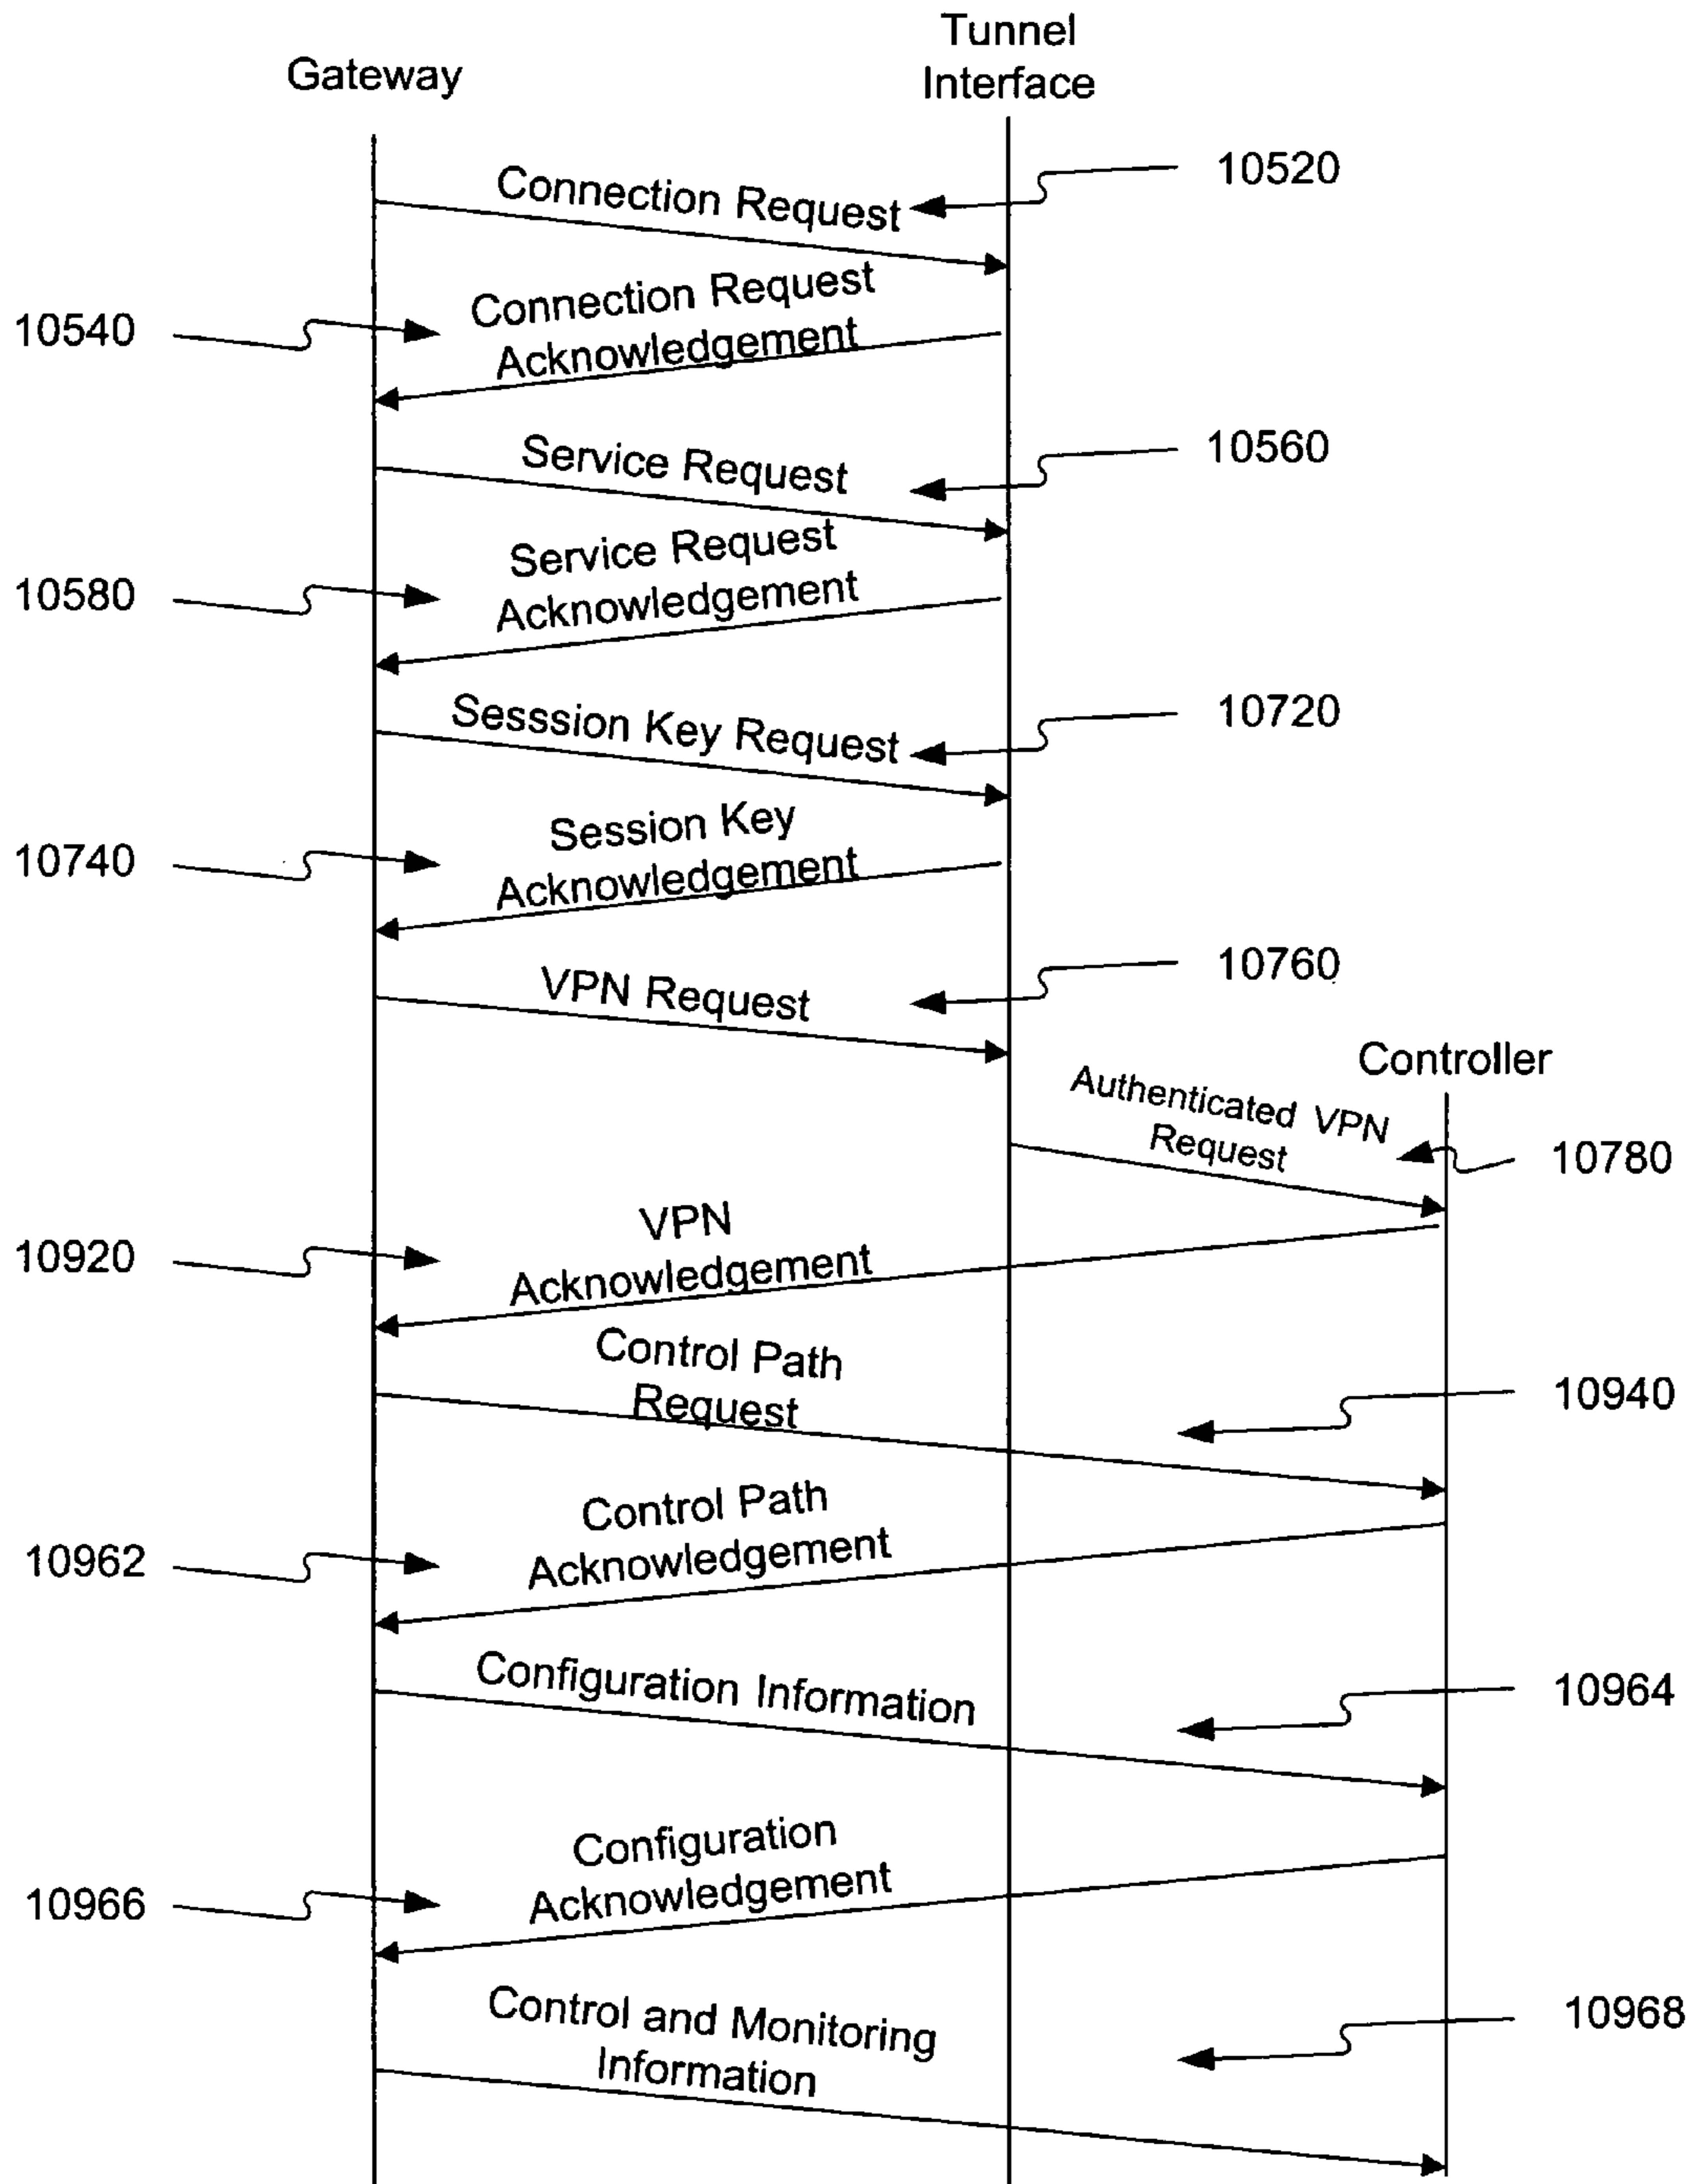 Tunnel
Interface
Gateway
Connection Request
10520
Connection Request
Acknowledgement
10540
Service Request
10560
Service Request
Acknowledgement
10580
Sesssion Key Request
10720
Session Key
Acknowledgement
10740
VPN Request
10760
Controller
Authenticated VPN
Request
10780
VPN
Acknowledgement
10920
Control Path
Request
10940
Control Path
Acknowledgement
10962
Configuration Information
10964
Configuration
Acknowledgement
10966
Control and Monitoring
Information
10968